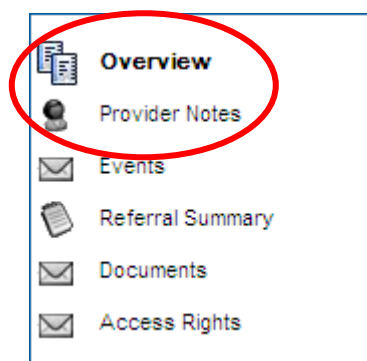 Overview
Provider Notes
Events
Referral Summary
Documents
Access Rights